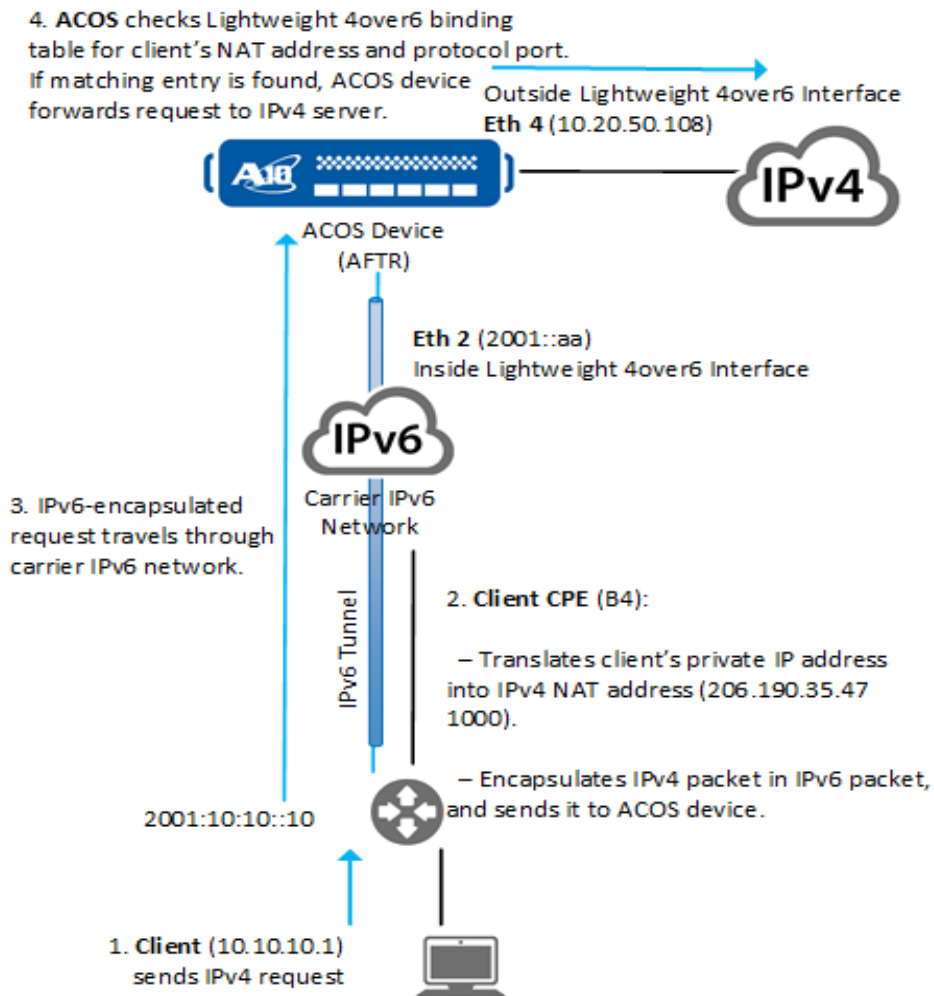 4. ACOS checks Lightweight 4over6 binding
table for client's NAT address and protocol port.
If matching entry is found, ACOS device
forwards request to IPv4 server.
Outside Lightweight 4over6 Interface
Eth 4 (10.20.50.108)
A10
IPv4
ACOS Device
(AFTR)
Eth 2 (2001::aa)
Inside Lightweight 4over6 Interface
IPv6
Carrier IPv6
Network
3. IPv6-encapsulated
request travels through
carrier IPv6 network.
IPv6 Tunnel
2. Client CPE (B4):
– Translates client's private IP address
into IPv4 NAT address (206.190.35.47
1000).
– Encapsulates IPv4 packet in IPv6 packet,
and sends it to ACOS device.
2001:10:10::10
1. Client (10.10.10.1)
sends IPv4 request